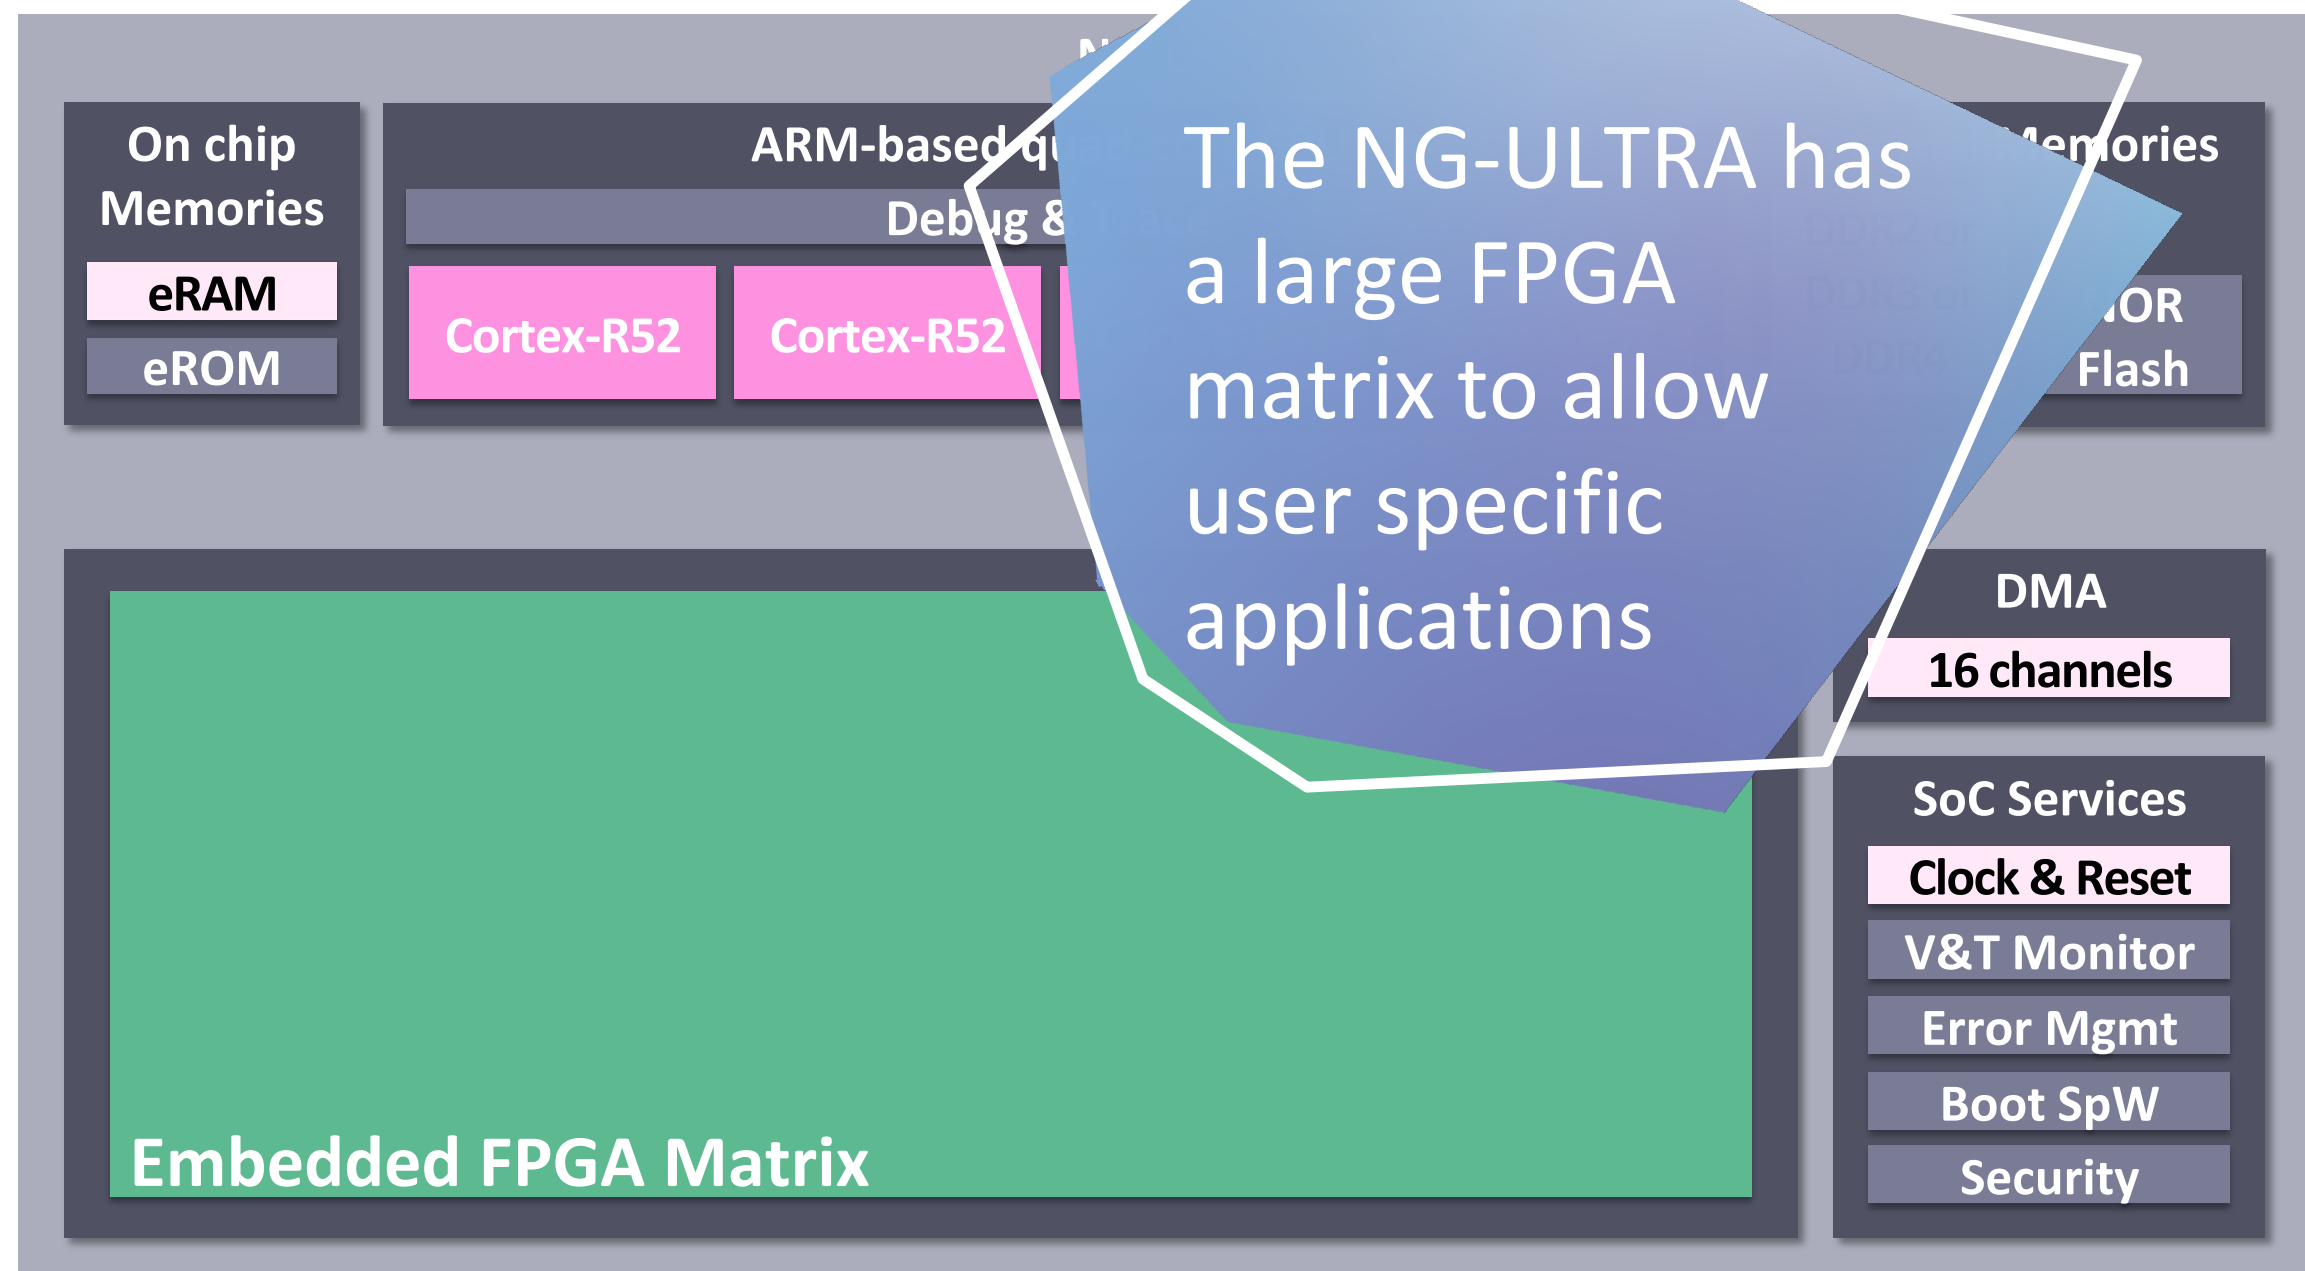 On chip
Memories
eRAM
eROM
ARM-based
Debug &
Cortex-R52
Cortex-R52
The NG-ULTRA has
a large FPGA
matrix to allow
user specific
applications
Memories
NOR
Flash
Embedded FPGA Matrix
DMA
16 channels
SoC Services
Clock & Reset
V&T Monitor
Error Mgmt
Boot SpW
Security